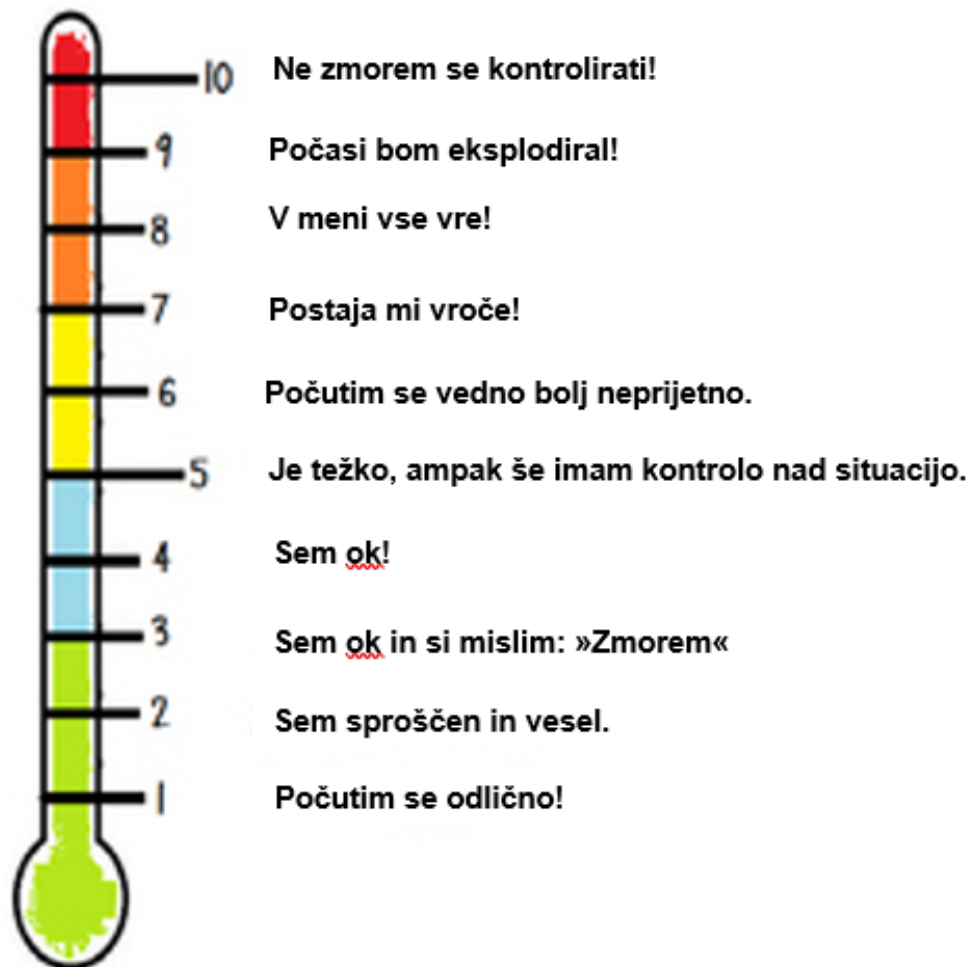 10 Ne zmorem se kontrolirati!
9 Počasi bom eksplodiral!
8 V meni vse vre!
7 Postaja mi vroče!
6 Počutim se vedno bolj neprijetno.
5 Je težko, ampak še imam kontrolo nad situacijo.
4 Sem ok!
3 Sem ok in si mislim: »Zmorem«
2 Sem sproščen in vesel.
1 Počutim se odlično!